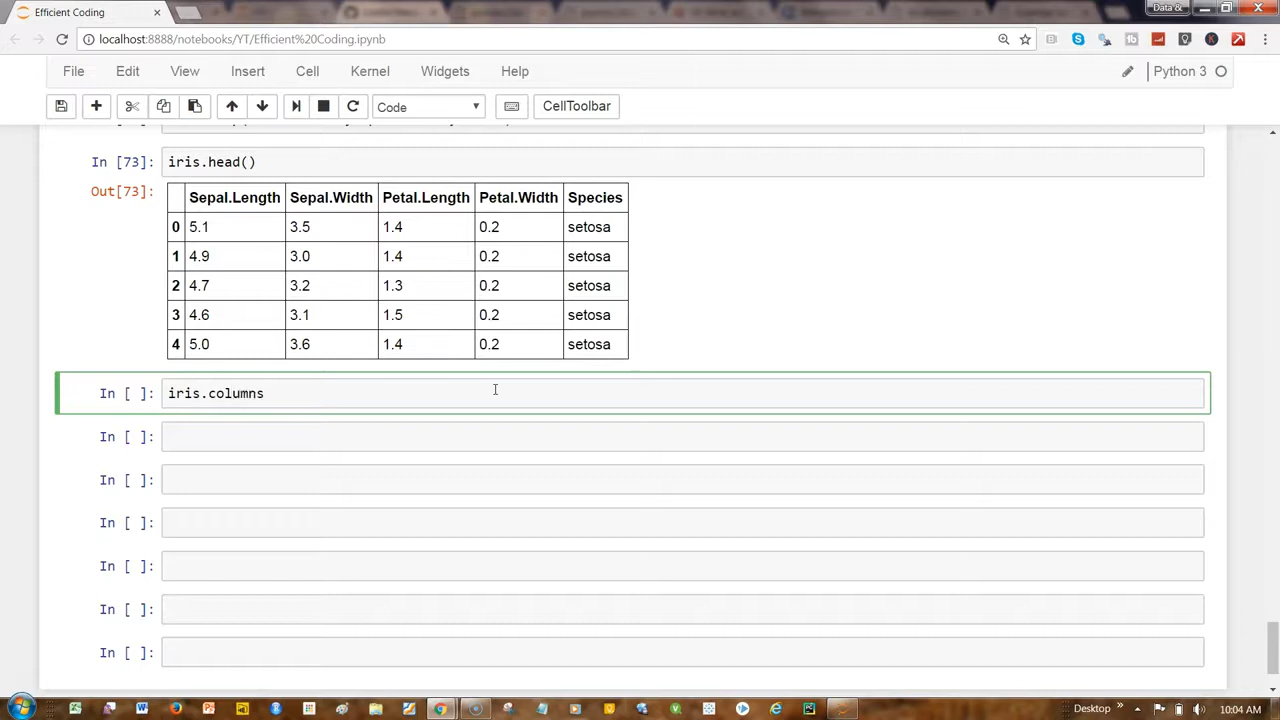 Efficient Coding
Data &
localhost:8888/notebooks/YT/Efficient%20Coding.ipynb
File Edit View Insert Cell Kernel Widgets Help
Python 3
Code
CellToolbar
In [73]: iris.head()
Out[73]:
Sepal.Length Sepal.Width Petal.Length Petal.Width Species
0 5.1 3.5 1.4 0.2 setosa
1 4.9 3.0 1.4 0.2 setosa
2 4.7 3.2 1.3 0.2 setosa
3 4.6 3.1 1.5 0.2 setosa
4 5.0 3.6 1.4 0.2 setosa
In [ ]: iris.columns
In [ ]:
In [ ]:
In [ ]:
In [ ]:
In [ ]:
In [ ]:
Desktop » 10:04 AM